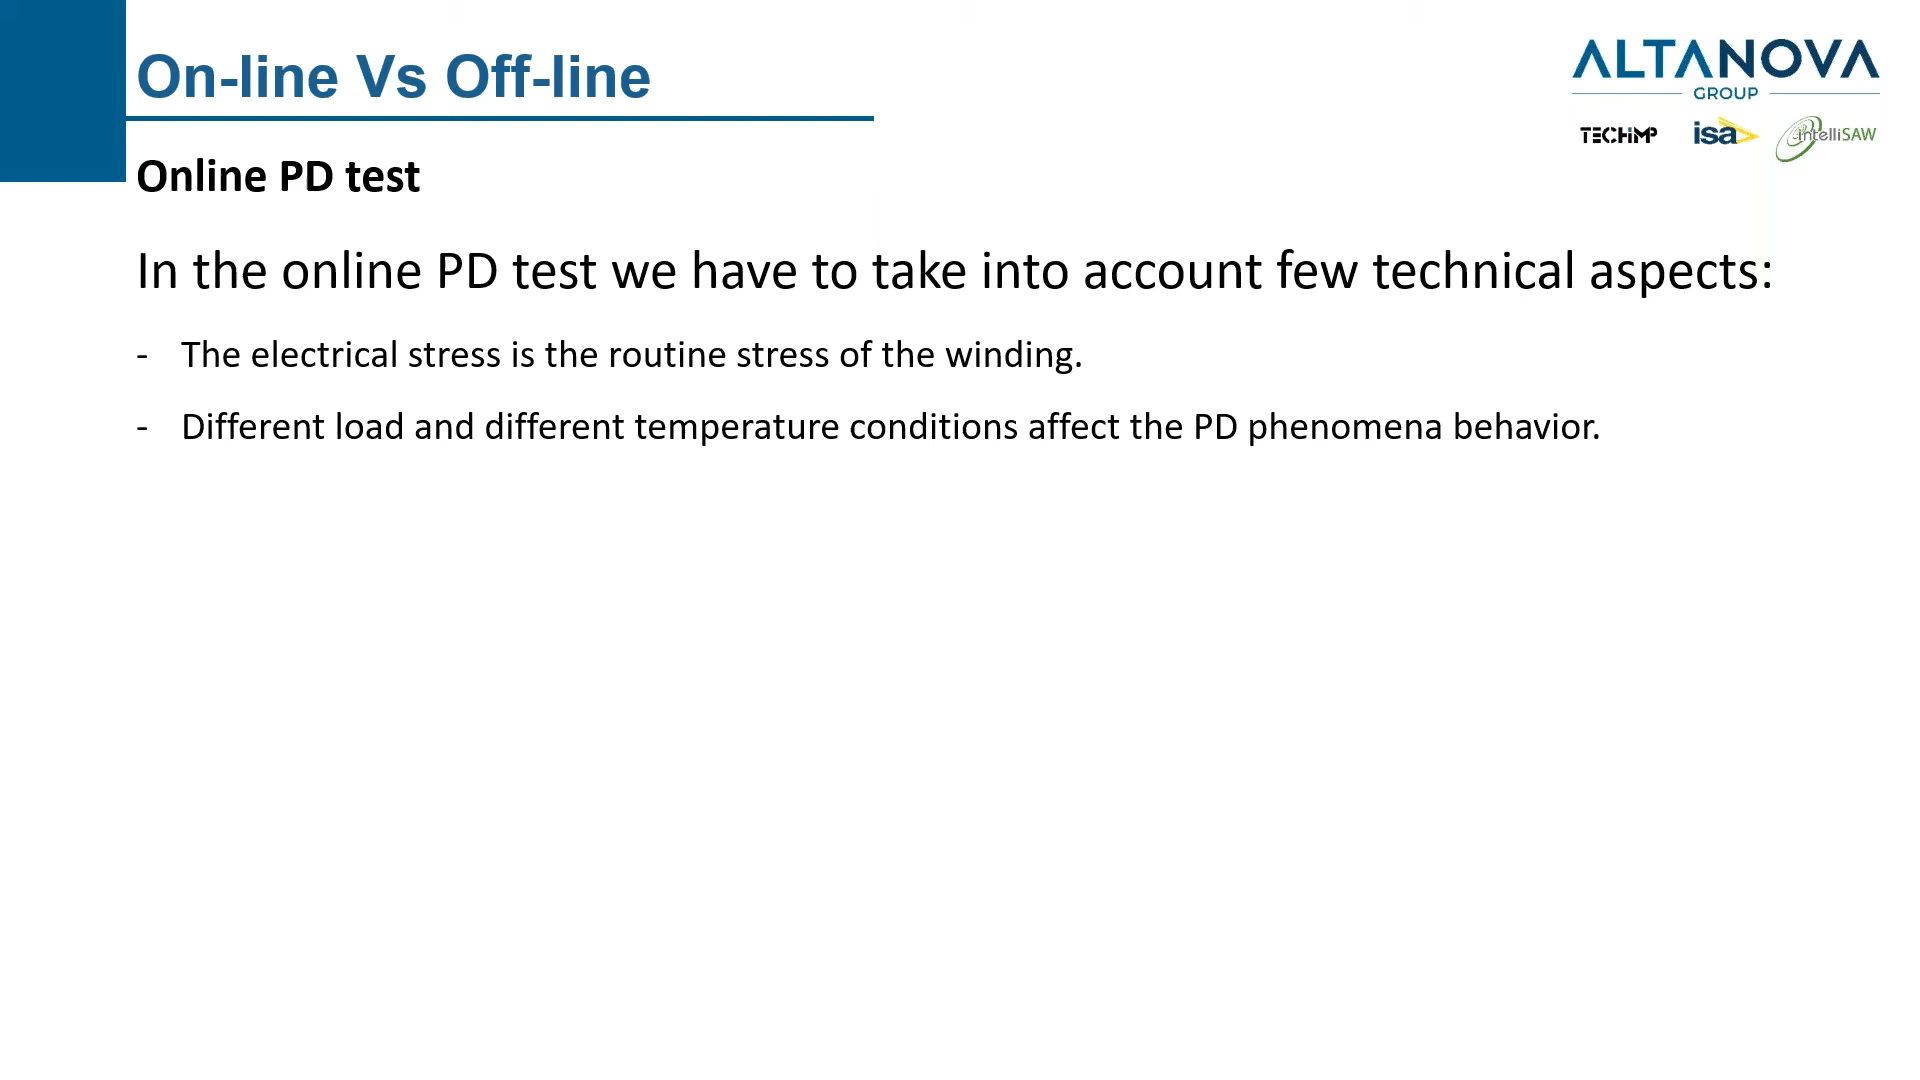 On-line Vs Off-line
ALTANOVA
GROUP
TECHIMP isa intelliSAW
Online PD test
In the online PD test we have to take into account few technical aspects:
- The electrical stress is the routine stress of the winding.
- Different load and different temperature conditions affect the PD phenomena behavior.